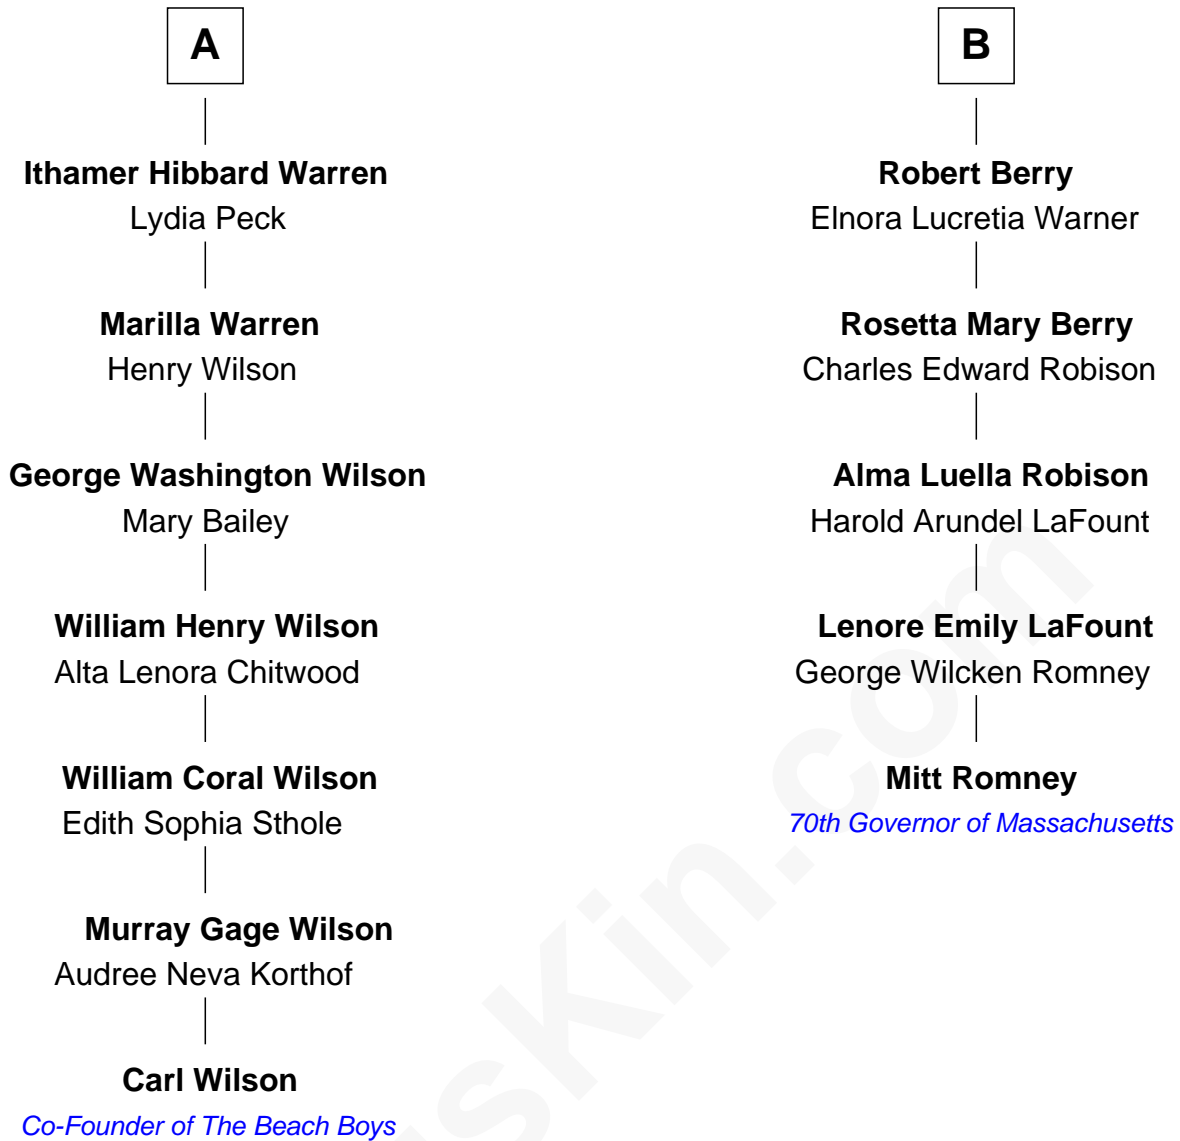 A
Ithamer Hibbard Warren
Lydia Peck
Marilla Warren
Henry Wilson
George Washington Wilson
Mary Bailey
William Henry Wilson
Alta Lenora Chitwood
William Coral Wilson
Edith Sophia Sthole
Murray Gage Wilson
Audree Neva Korthof
Carl Wilson
Co-Founder of The Beach Boys
B
Robert Berry
Elnora Lucretia Warner
Rosetta Mary Berry
Charles Edward Robison
Alma Luella Robison
Harold Arundel LaFount
Lenore Emily LaFount
George Wilcken Romney
Mitt Romney
70th Governor of Massachusetts
sKin.com